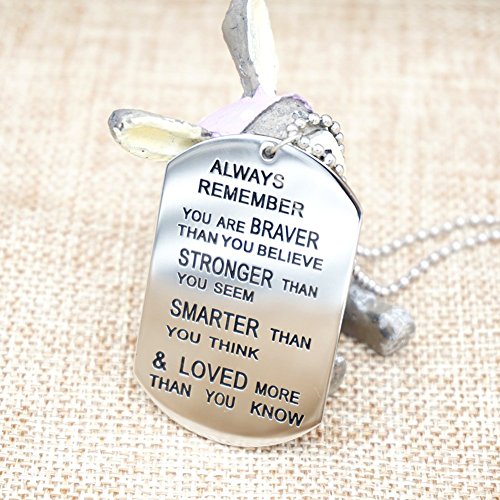 ALWAYS
REMEMBER
YOU ARE BRAVER
THAN YOU BELIEVE
STRONGER THAN
YOU SEEM
SMARTER THAN
YOU THINK
& LOVED MORE
THAN YOU KNOW